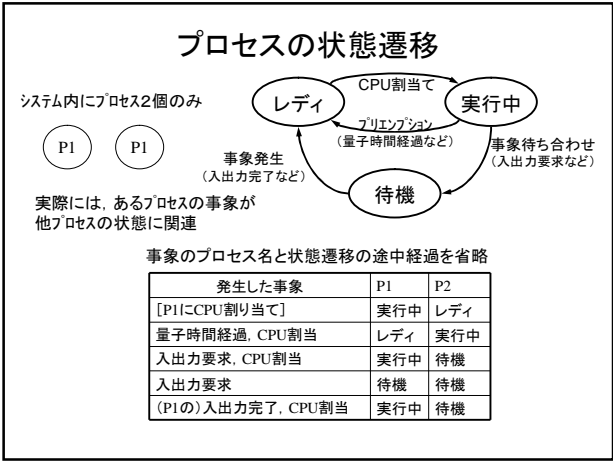 プロセスの状態遷移
システム内にプロセス2個のみ
P1 P1
実際には，あるプロセスの事象が
他プロセスの状態に関連
レディ
CPU割当て
実行中
プリエンプション
(量子時間経過など)
事象発生
(入出力完了など)
事象待ち合わせ
(入出力要求など)
待機
事象のプロセス名と状態遷移の途中経過を省略
発生した事象 P1 P2
[P1にCPU割り当て] 実行中 レディ
量子時間経過，CPU割当 レディ 実行中
入出力要求，CPU割当 実行中 待機
入出力要求 待機 待機
(P1の)入出力完了，CPU割当 実行中 待機